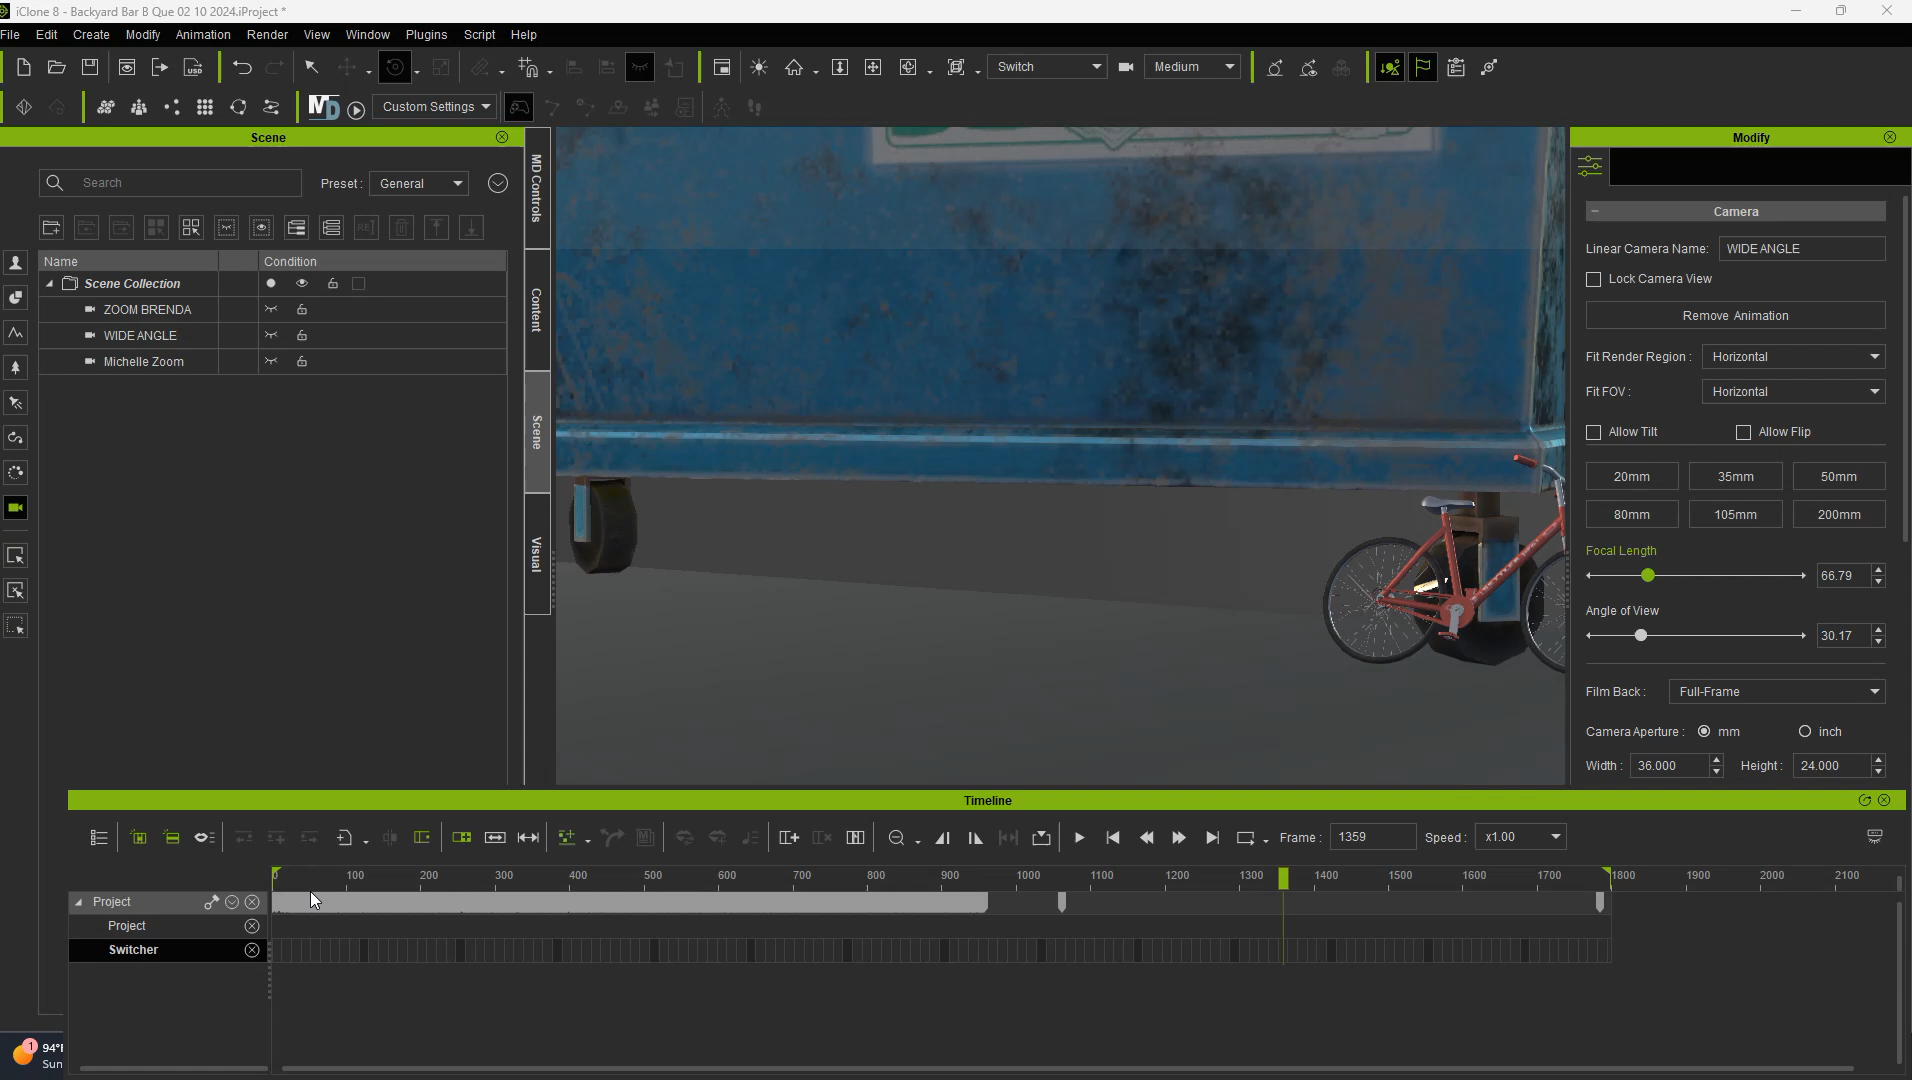 iClone 8 - Backyard Bar B Que 02 10 2024.iProject *
File Edit Create Modify Animation Render View Window Plugins Script Help
USD
Switch
Medium
MD
Custom Settings
Scene
Modify
Search
Preset :
General
RE
MD Controls
Content
Scene
Visual
Name
Condition
Scene Collection
ZOOM BRENDA
WIDE ANGLE
Michelle Zoom
Camera
Linear Camera Name:
WIDE ANGLE
Lock Camera View
Remove Animation
Fit Render Region :
Horizontal
Fit FOV :
Horizontal
Allow Tilt
Allow Flip
20mm
35mm
50mm
80mm
105mm
200mm
Focal Length
66.79
Angle of View
30.17
Film Back :
Full-Frame
Camera Aperture :
mm
inch
Width :
36.000
Height :
24.000
Timeline
Frame :
1359
Speed :
x1.00
0 100 200 300 400 500 600 700 800 900 1000 1100 1200 1300 1400 1500 1600 1700 1800 1900 2000 2100
Project
Project
Switcher
1
94°F
Sun